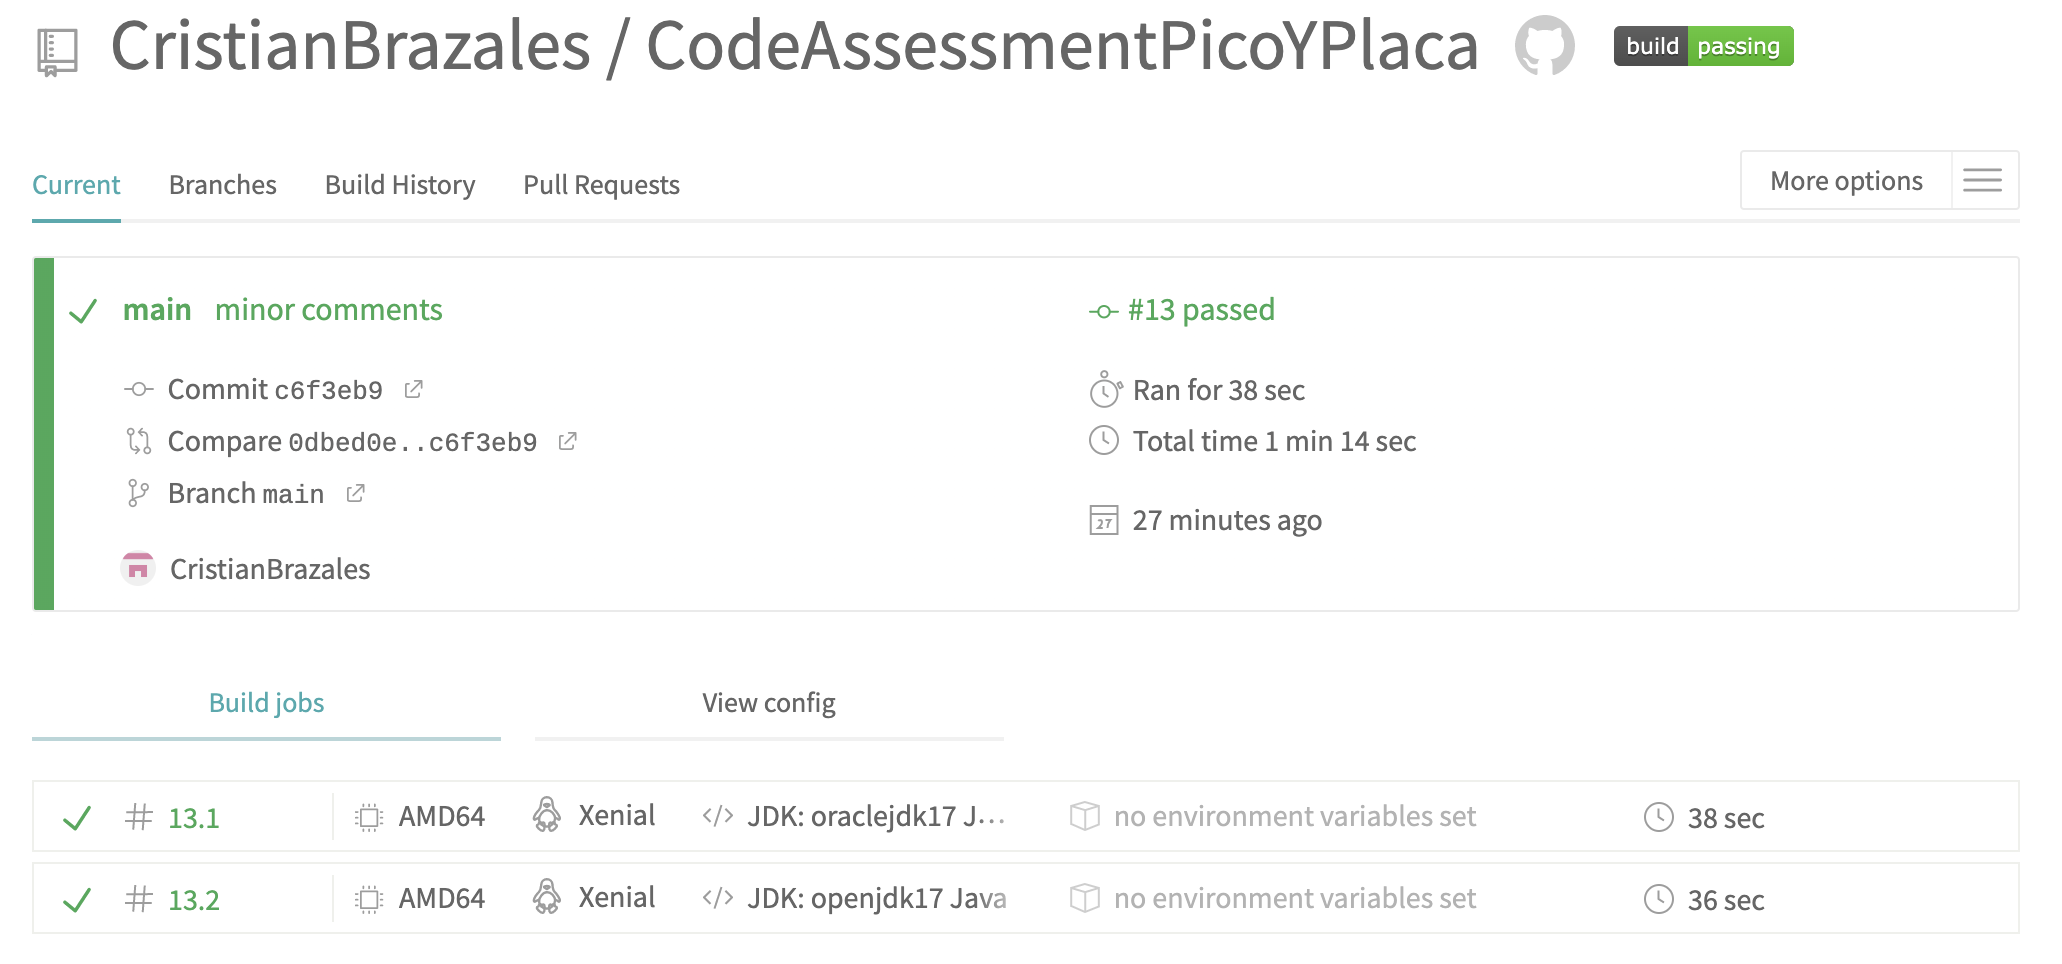 CristianBrazales / CodeAssessmentPicoYPlaca build passing
Current Branches Build History Pull Requests More options
main minor comments
Commit c6f3eb9
Compare 0dbed0e..c6f3eb9
Branch main
CristianBrazales
#13 passed
Ran for 38 sec
Total time 1 min 14 sec
27 27 minutes ago
Build jobs View config
# 13.1 AMD64 Xenial </> JDK: oraclejdk17 J... no environment variables set 38 sec
# 13.2 AMD64 Xenial </> JDK: openjdk17 Java no environment variables set 36 sec